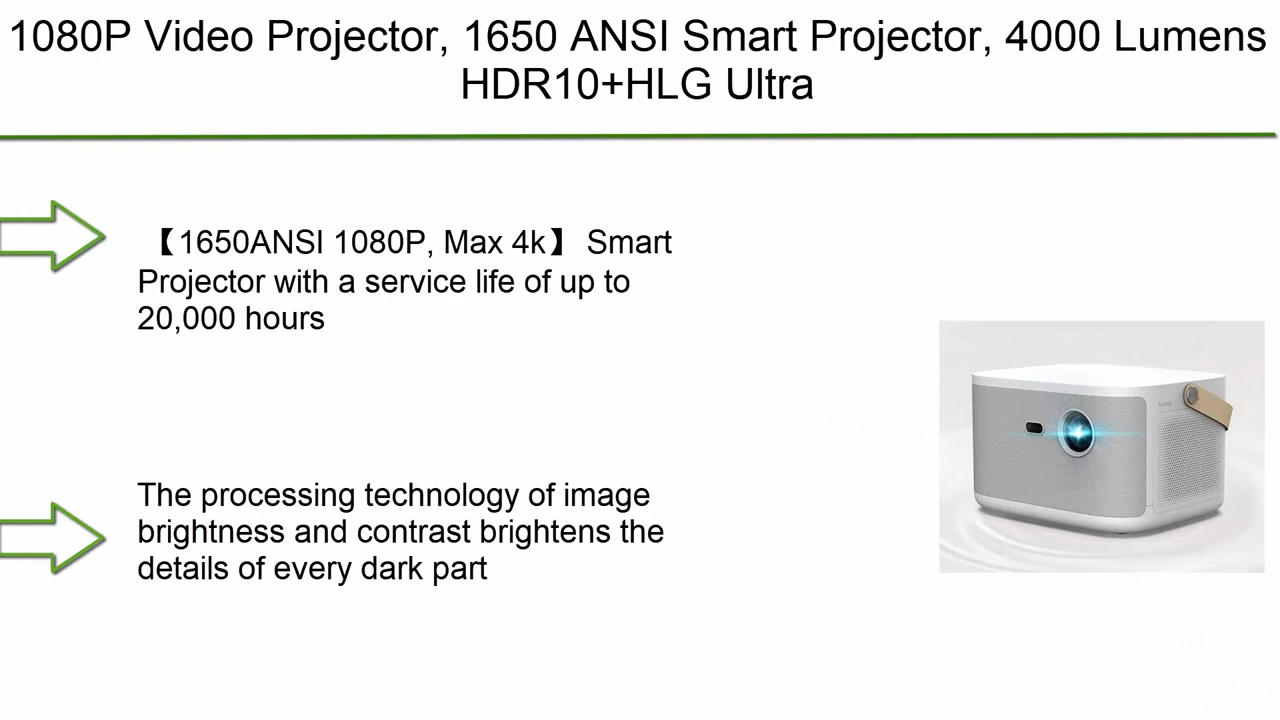 1080P Video Projector, 1650 ANSI Smart Projector, 4000 Lumens
HDR10+HLG Ultra
【1650ANSI 1080P, Max 4k】 Smart
Projector with a service life of up to
20,000 hours
The processing technology of image
brightness and contrast brightens the
details of every dark part